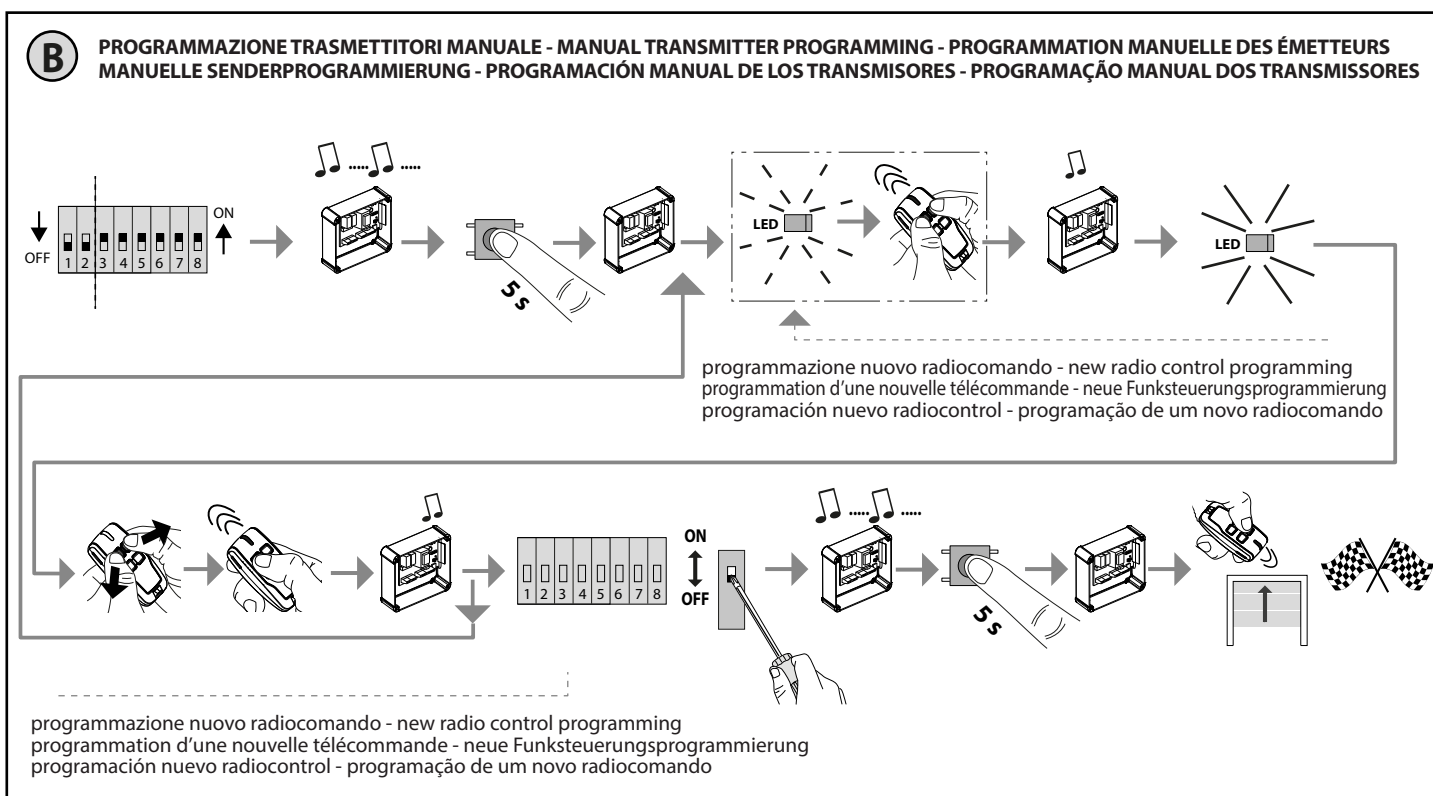 B
PROGRAMMAZIONE TRASMETTITORI MANUALE - MANUAL TRANSMITTER PROGRAMMING - PROGRAMMATION MANUELLE DES ÉMETTEURS
MANUELLE SENDERPROGRAMMIERUNG - PROGRAMACIÓN MANUAL DE LOS TRANSMISORES - PROGRAMAÇÃO MANUAL DOS TRANSMISSORES
..... .....
ON
OFF
1 2 3 4 5 6 7 8
5 s
LED
LED
programmazione nuovo radiocomando - new radio control programming
programmation d'une nouvelle télécommande - neue Funksteuerungsprogrammierung
programación nuevo radiocontrol - programação de um novo radiocomando
..... .....
ON
OFF
1 2 3 4 5 6 7 8
5 s
programmazione nuovo radiocomando - new radio control programming
programmation d'une nouvelle télécommande - neue Funksteuerungsprogrammierung
programación nuevo radiocontrol - programação de um novo radiocomando